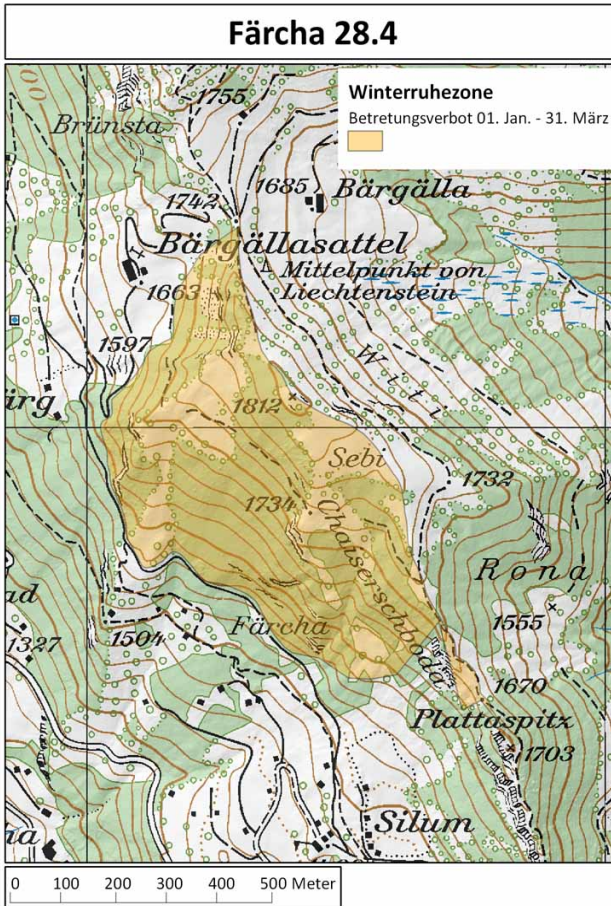 Färcha 28.4
Winterruhezone
Betretungsverbot 01. Jan. - 31. März
1755
Brünsta
1685
Bärgälla
1742
Bärgällasattel
Mittelpunkt von
Liechtenstein
1663
1597
Witi
ürg
1812
Sebi
1732
1734
Chaiserschboda
Rona
ad
1555
Färcha
1504
1327
1670
Plattaspitz
1703
Silum
0 100 200 300 400 500 Meter